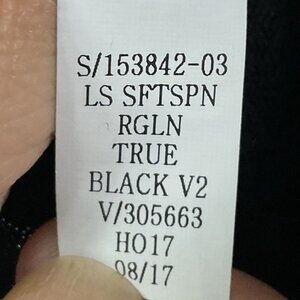 S/153842-03
LS SFTSPN
RGLN
TRUE
BLACK V2
V/305663
HO17
08/17